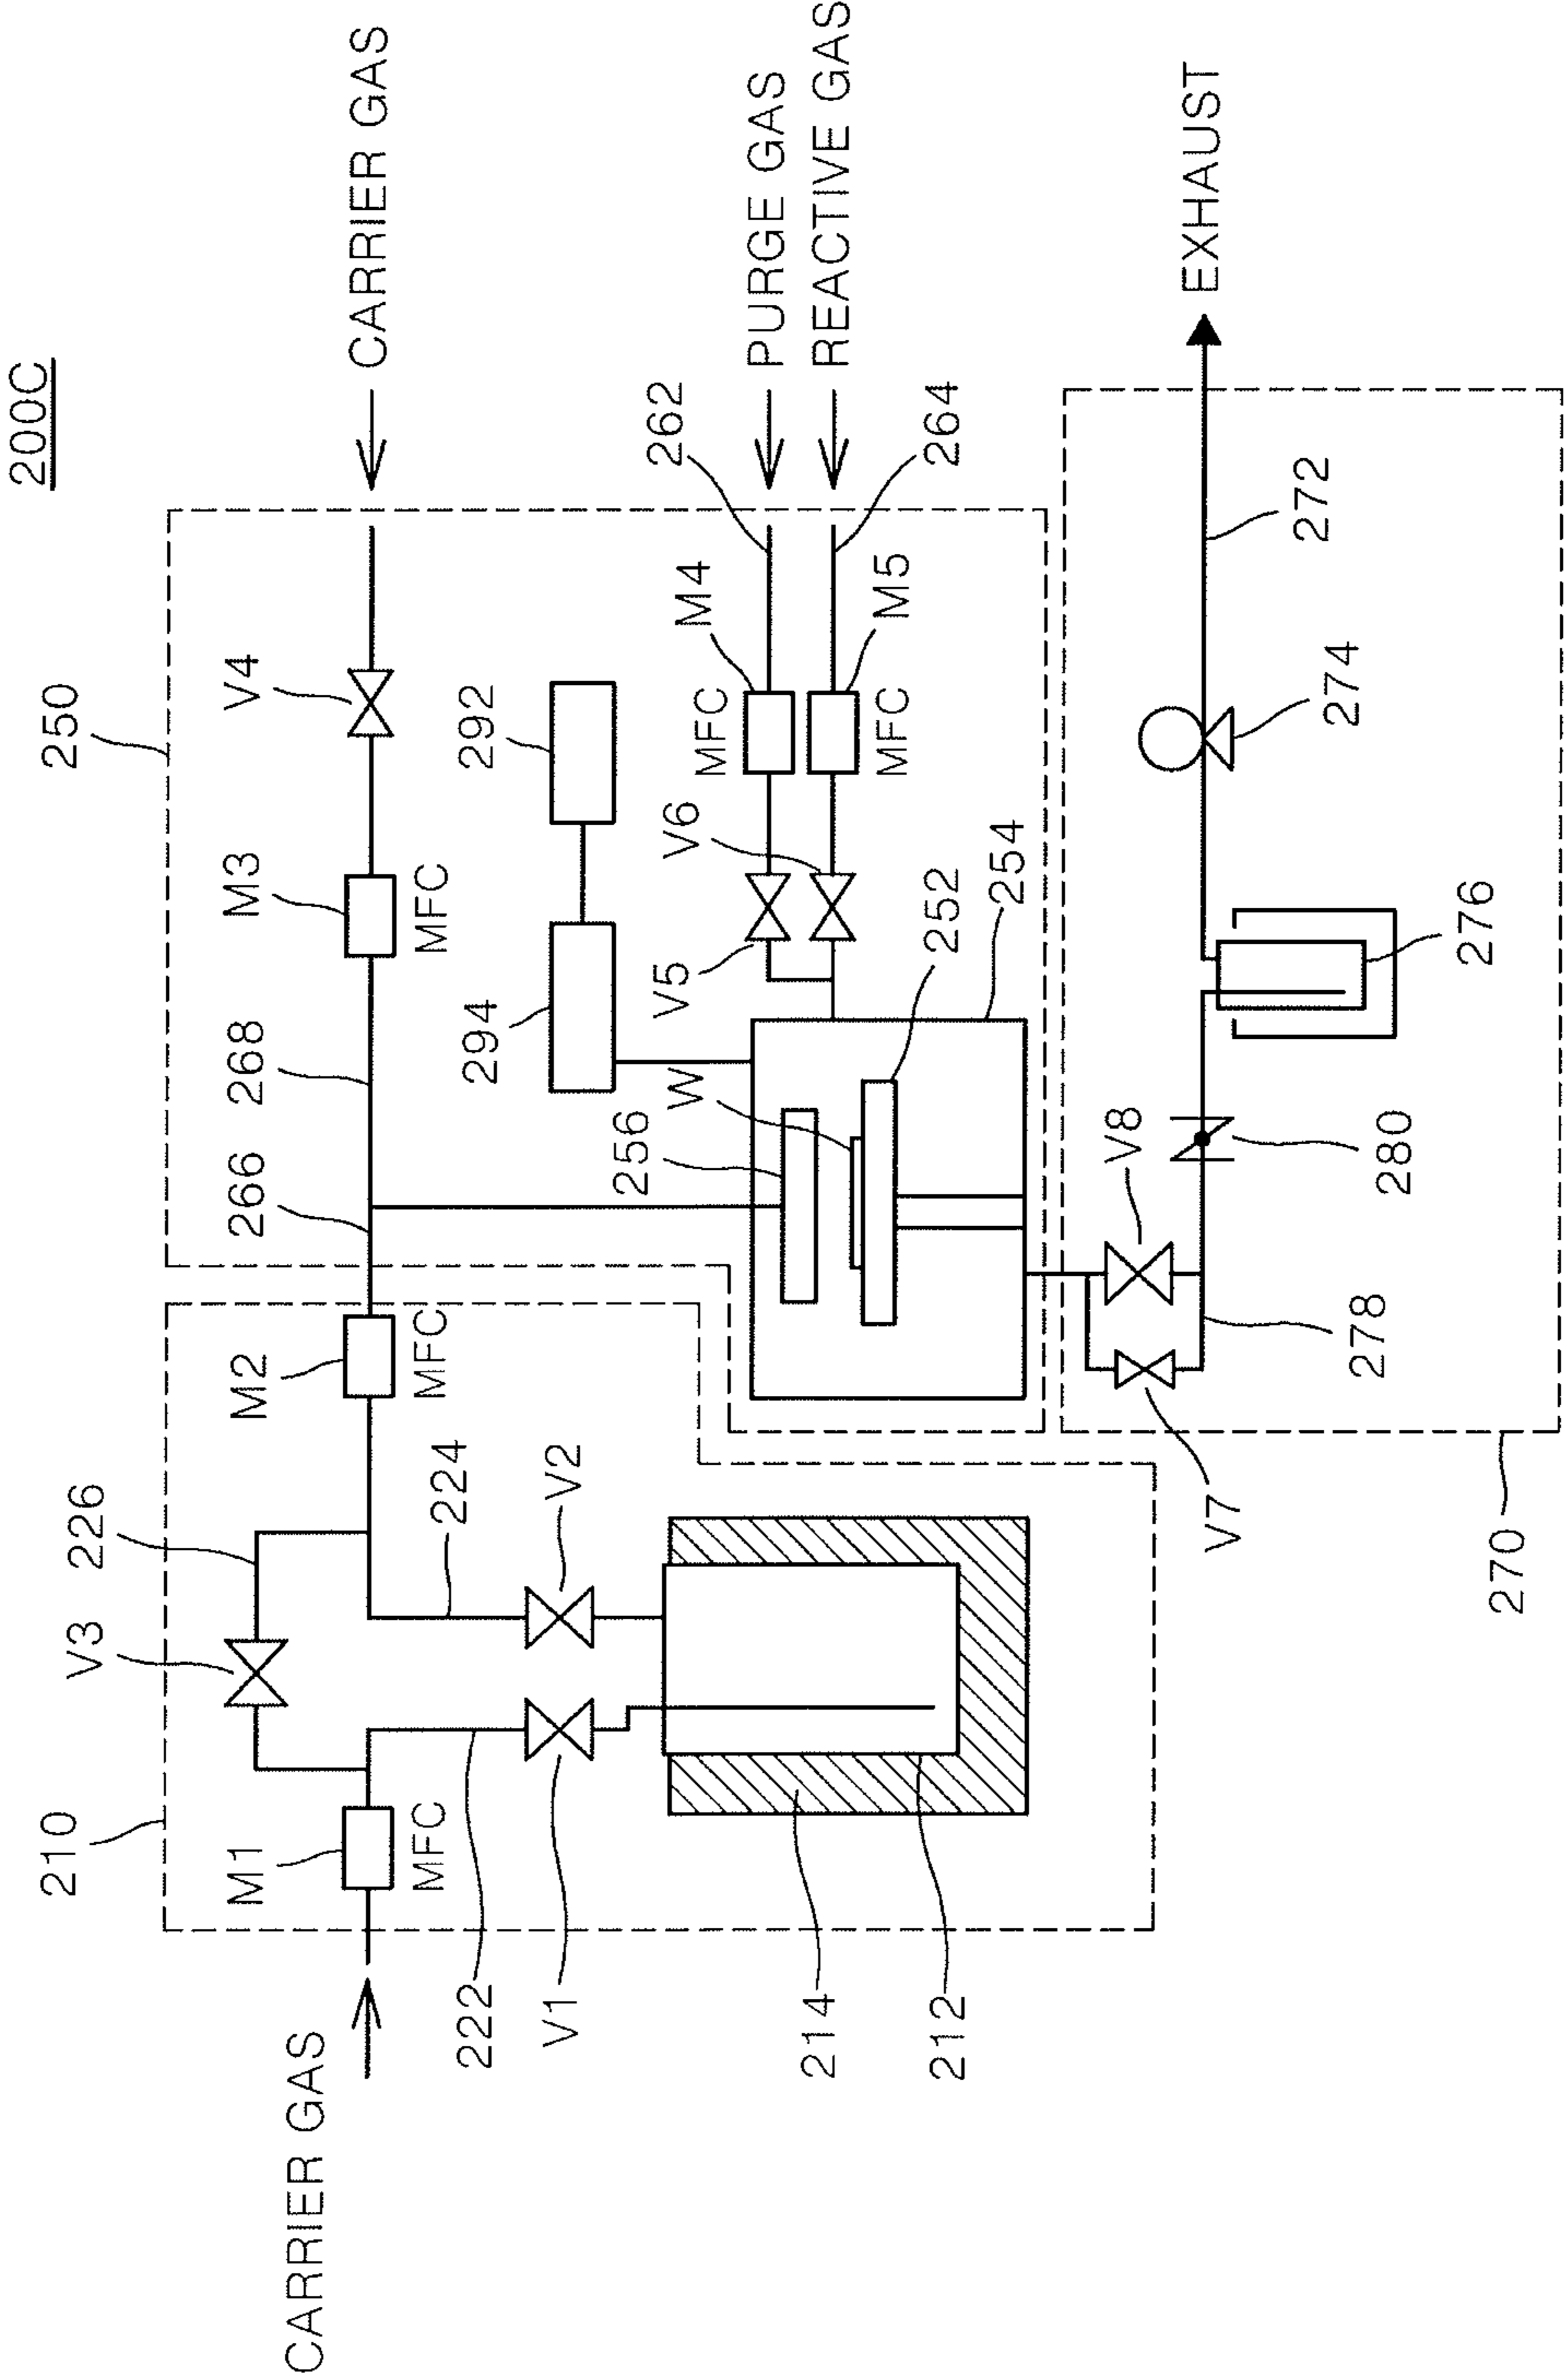 200C
CARRIER GAS
PURGE GAS
REACTIVE GAS
EXHAUST
250
V4
M3
MFC
268
266
292
294
262
264
M4
MFC
M5
MFC
V6
V5
W
256
252
254
272
274
276
280
V8
278
V7
270
210
226
V3
M2
MFC
224
V2
M1
MFC
222
V1
214
212
CARRIER GAS